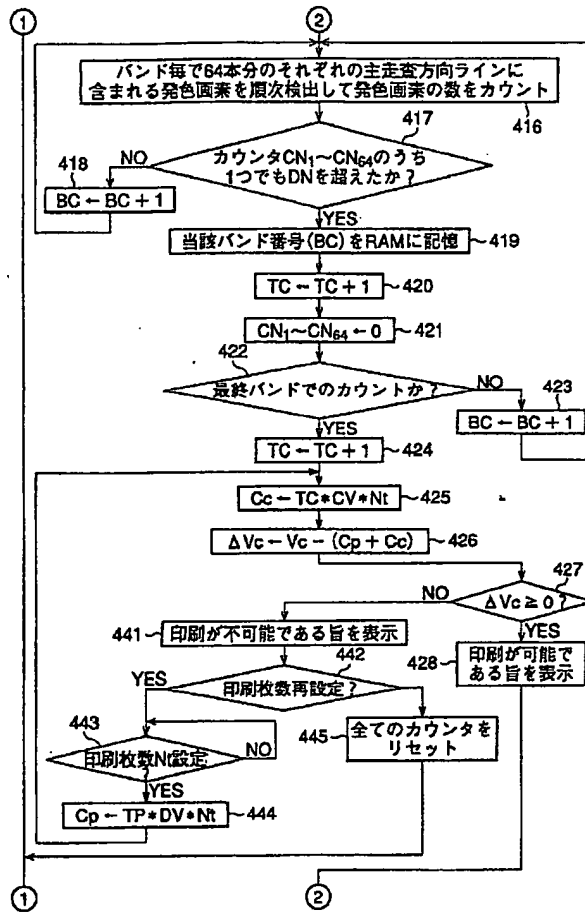 ① ②
バンド毎で64本分のそれぞれの主走査方向ラインに
含まれる発色画素を順次検出して発色画素の数をカウント
416
417
カウンタCN₁~CN₆₄のうち
1つでもDNを超えたか?
NO
418
BC←BC+1
YES
当該バンド番号(BC)をRAMに記憶
419
TC←TC+1
420
CN₁~CN₆₄←0
421
422
最終バンドでのカウントか?
NO
423
BC←BC+1
YES
TC←TC+1
424
Cc←TC*CV*Nt
425
ΔVc←Vc-(Cp+Cc)
426
427
ΔVc≧0?
NO
YES
441
印刷が不可能である旨を表示
428
印刷が可能で
ある旨を表示
442
印刷枚数再設定?
YES
NO
443
印刷枚数Nt設定
NO
445
全てのカウンタを
リセット
YES
Cp←TP*DV*Nt
444
① ②